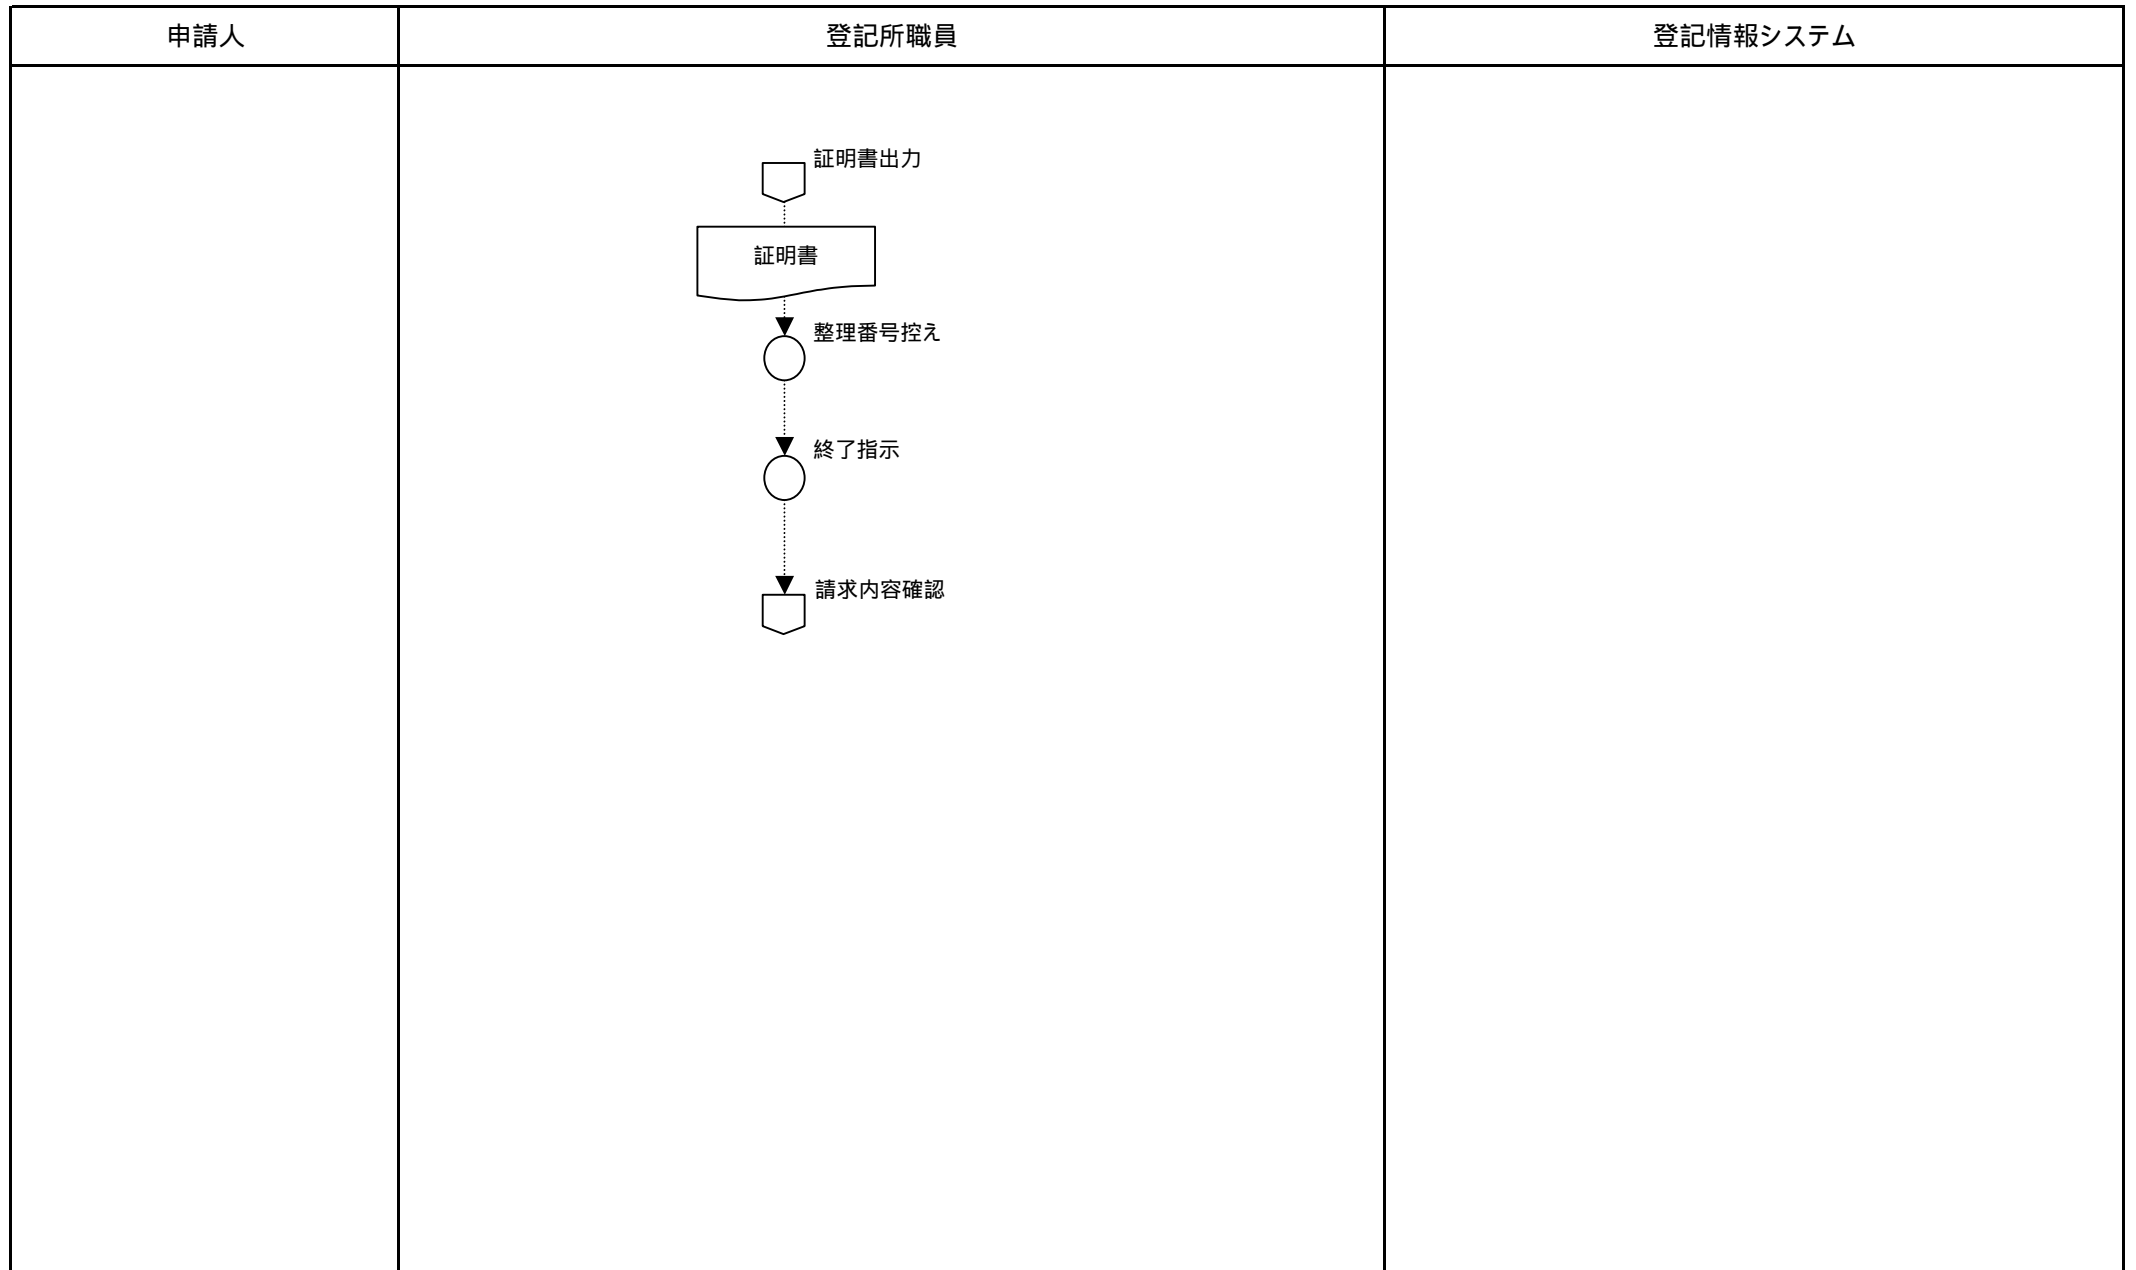 申請人
登記所職員
登記情報システム
証明書出力
証明書
整理番号控え
終了指示
請求内容確認